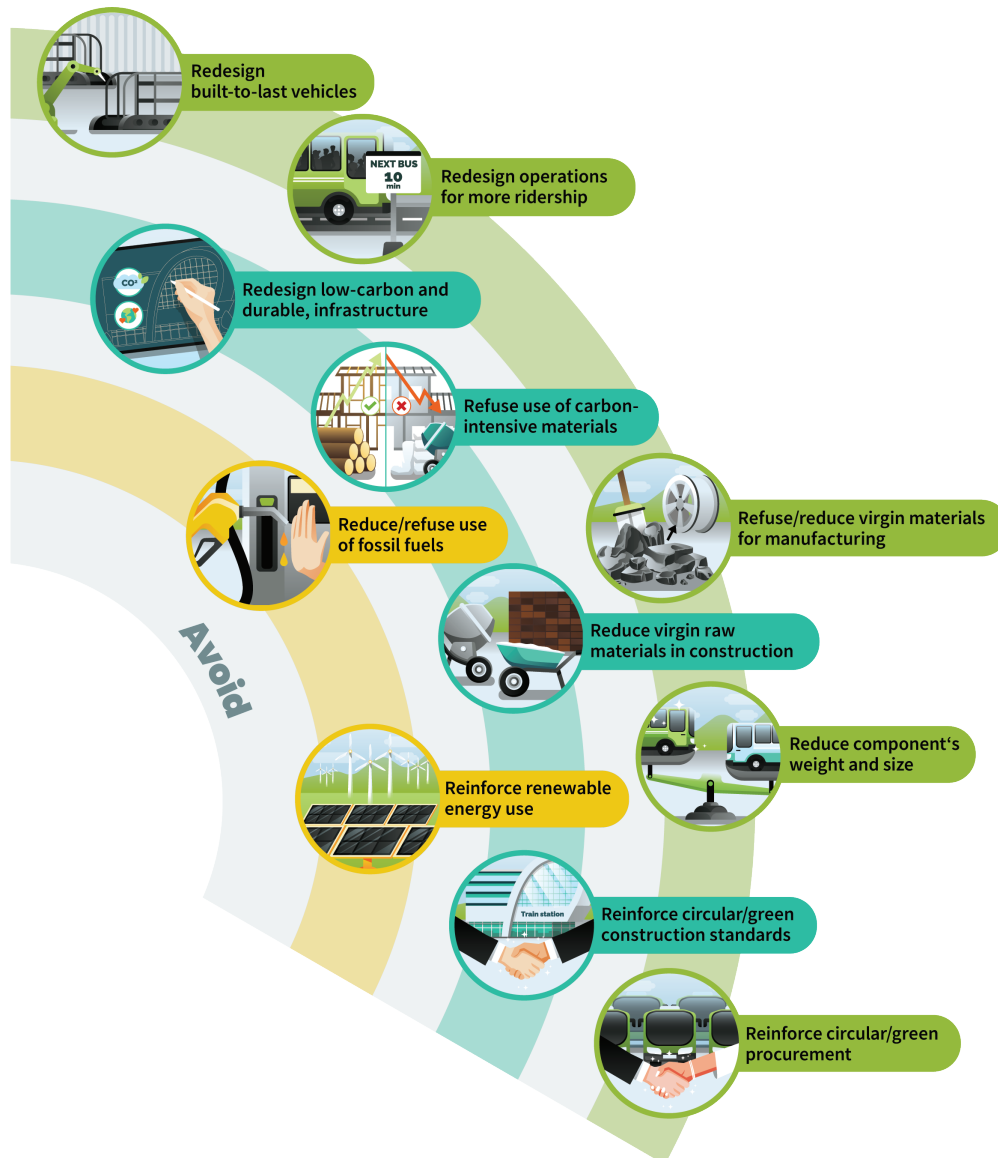 Redesign
built-to-last vehicles
NEXT BUS
10
min
Redesign operations
for more ridership
CO²
Redesign low-carbon and
durable, infrastructure
Refuse use of carbon-
intensive materials
Refuse/reduce virgin materials
for manufacturing
Reduce/refuse use
of fossil fuels
Avoid
Reduce virgin raw
materials in construction
Reduce component‘s
weight and size
Reinforce renewable
energy use
Train station
Reinforce circular/green
construction standards
Reinforce circular/green
procurement